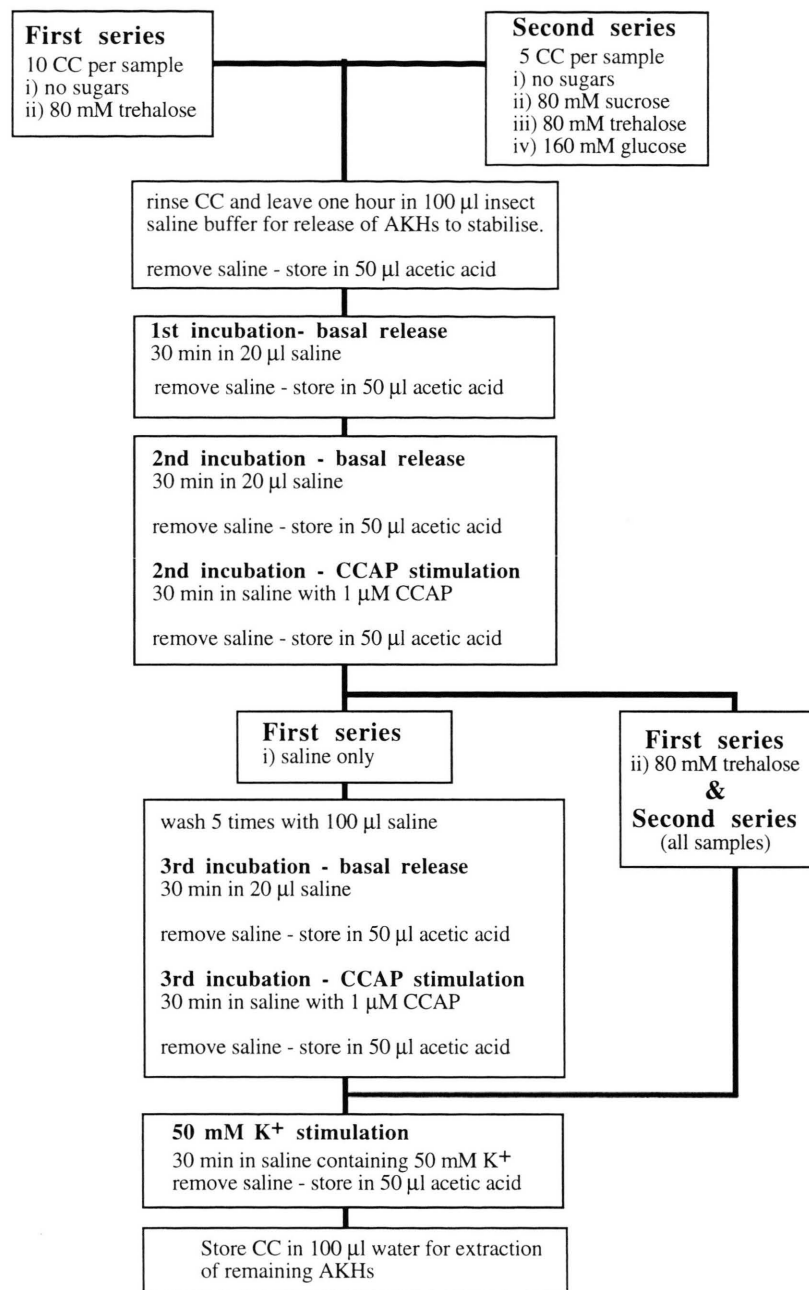 First series
10 CC per sample
i) no sugars
ii) 80 mM trehalose
Second series
5 CC per sample
i) no sugars
ii) 80 mM sucrose
iii) 80 mM trehalose
iv) 160 mM glucose
rinse CC and leave one hour in 100 µl insect
saline buffer for release of AKHs to stabilise.
remove saline - store in 50 µl acetic acid
1st incubation- basal release
30 min in 20 µl saline
remove saline - store in 50 µl acetic acid
2nd incubation - basal release
30 min in 20 µl saline
remove saline - store in 50 µl acetic acid
2nd incubation - CCAP stimulation
30 min in saline with 1 µM CCAP
remove saline - store in 50 µl acetic acid
First series
i) saline only
First series
ii) 80 mM trehalose
&
Second series
(all samples)
wash 5 times with 100 µl saline
3rd incubation - basal release
30 min in 20 µl saline
remove saline - store in 50 µl acetic acid
3rd incubation - CCAP stimulation
30 min in saline with 1 µM CCAP
remove saline - store in 50 µl acetic acid
50 mM K+ stimulation
30 min in saline containing 50 mM K+
remove saline - store in 50 µl acetic acid
Store CC in 100 µl water for extraction
of remaining AKHs